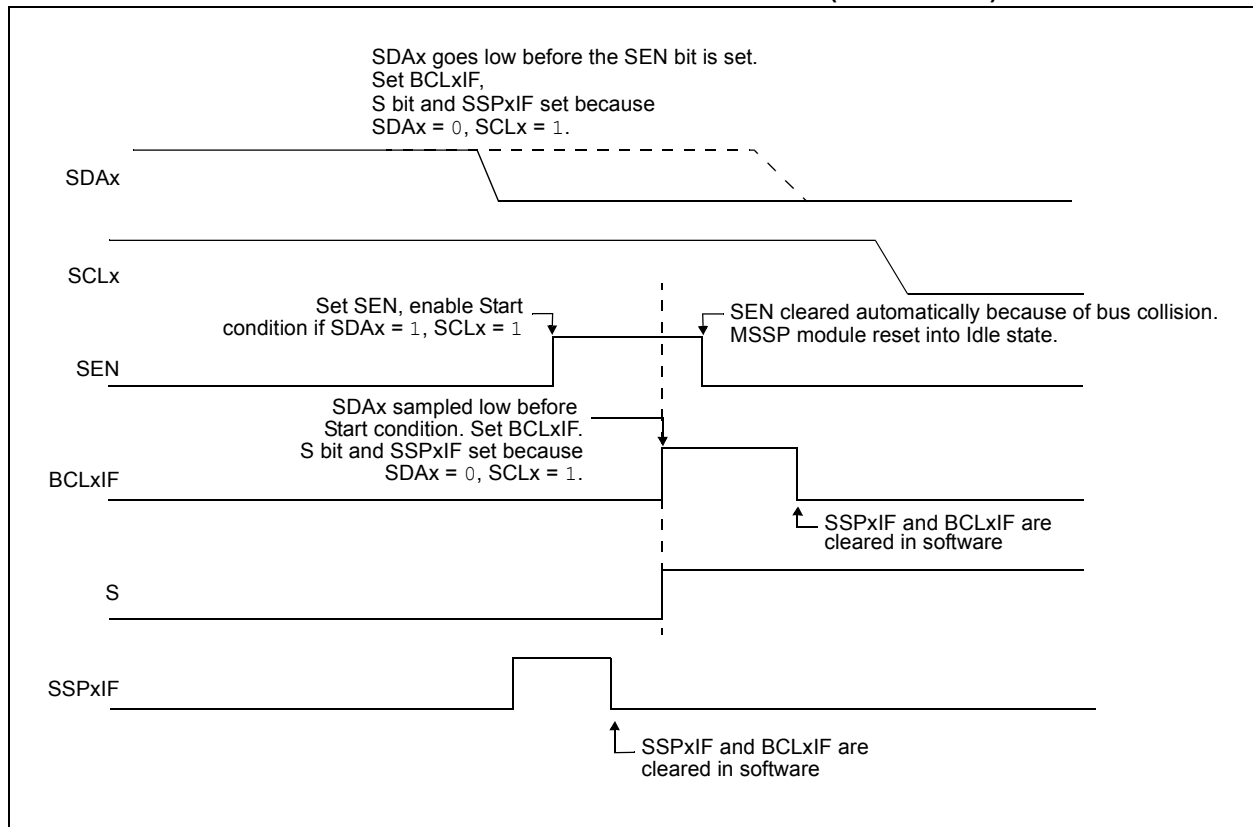 SDAx goes low before the SEN bit is set.
Set BCLxIF,
S bit and SSPxIF set because
SDAx = 0, SCLx = 1.
SDAx
SCLx
Set SEN, enable Start
condition if SDAx = 1, SCLx = 1
SEN cleared automatically because of bus collision.
MSSP module reset into Idle state.
SEN
SDAx sampled low before
Start condition. Set BCLxIF.
S bit and SSPxIF set because
SDAx = 0, SCLx = 1.
BCLxIF
SSPxIF and BCLxIF are
cleared in software
S
SSPxIF
SSPxIF and BCLxIF are
cleared in software